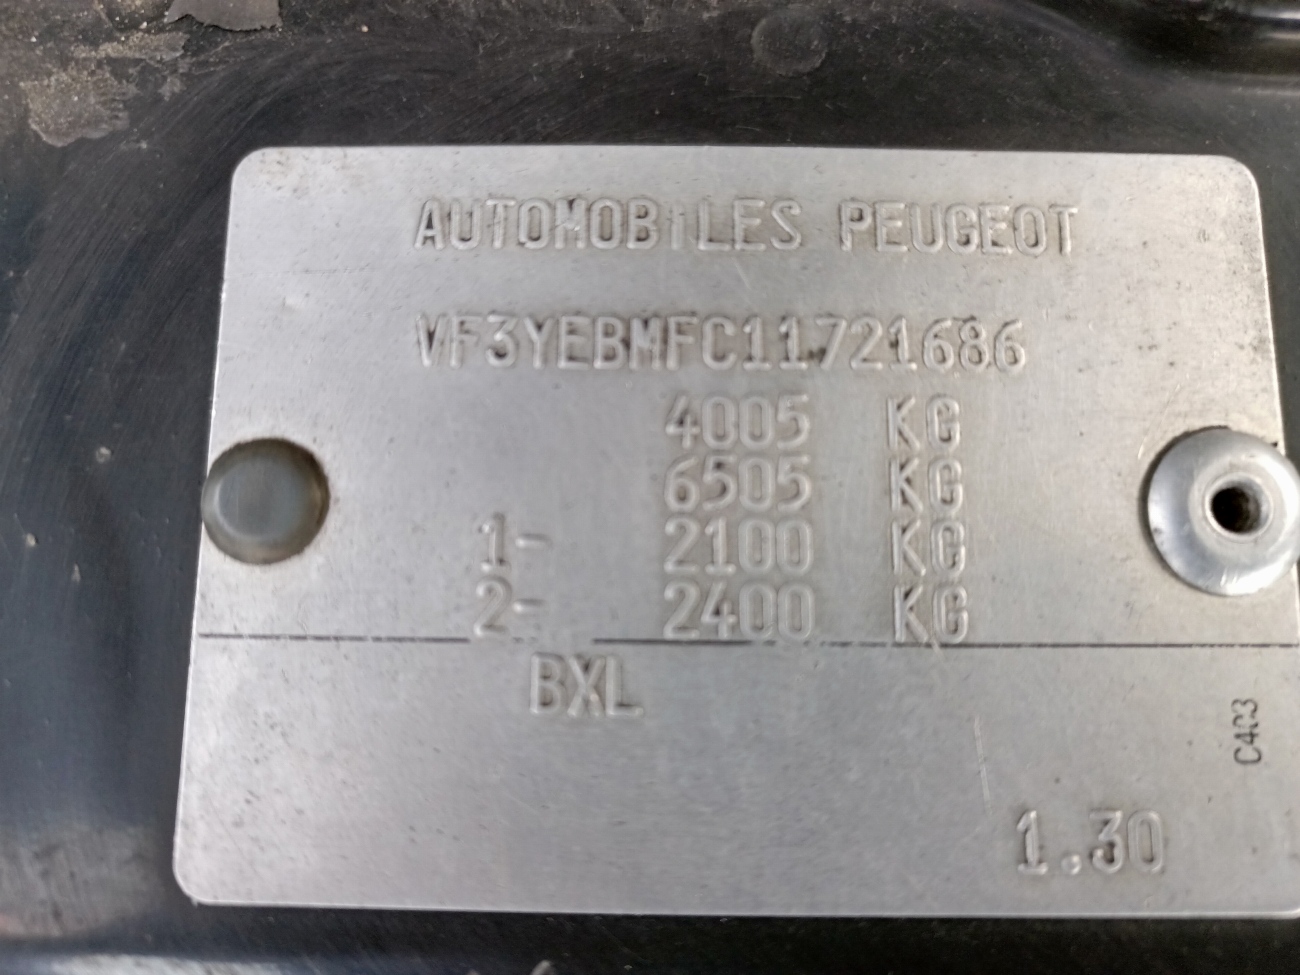 AUTOMOBILES PEUGEOT
VF3YEBMFC11721686
4005 KG
6505 KG
1- 2100 KG
2- 2400 KG
BXL
C403
1.30